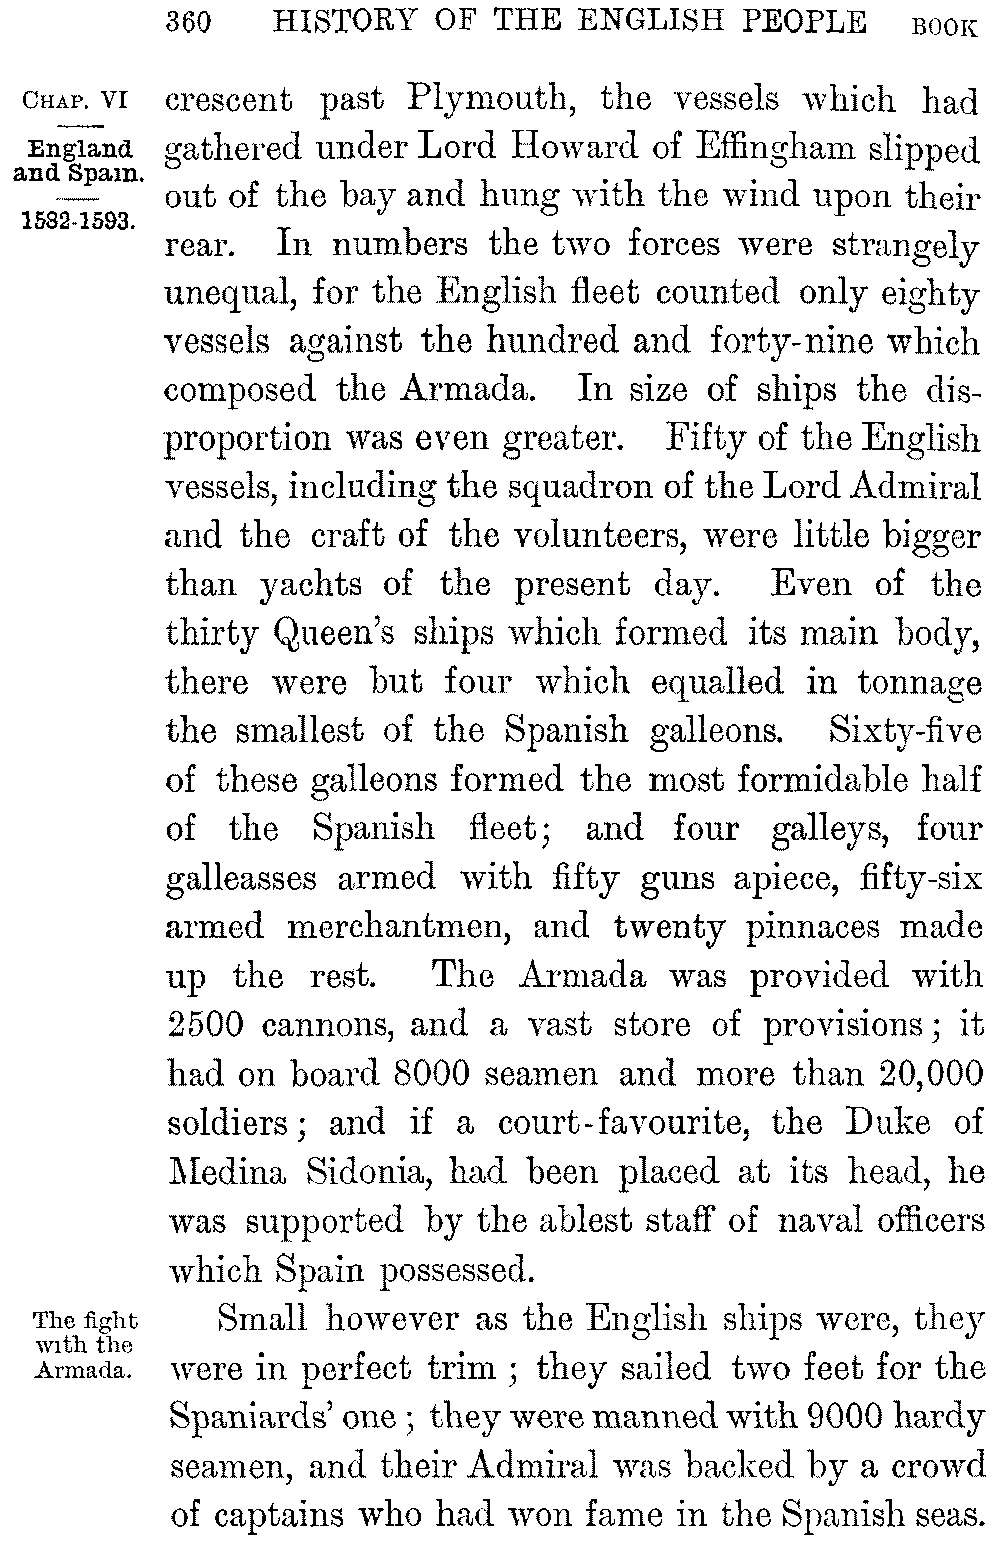 360 HISTORY OF THE ENGLISH PEOPLE BOOK
CHAP. VI
England
and Spain.
1582-1593.
crescent past Plymouth, the vessels which had
gathered under Lord Howard of Effingham slipped
out of the bay and hung with the wind upon their
rear. In numbers the two forces were strangely
unequal, for the English fleet counted only eighty
vessels against the hundred and forty-nine which
composed the Armada. In size of ships the dis-
proportion was even greater. Fifty of the English
vessels, including the squadron of the Lord Admiral
and the craft of the volunteers, were little bigger
than yachts of the present day. Even of the
thirty Queen's ships which formed its main body,
there were but four which equalled in tonnage
the smallest of the Spanish galleons. Sixty-five
of these galleons formed the most formidable half
of the Spanish fleet; and four galleys, four
galleasses armed with fifty guns apiece, fifty-six
armed merchantmen, and twenty pinnaces made
up the rest. The Armada was provided with
2500 cannons, and a vast store of provisions; it
had on board 8000 seamen and more than 20,000
soldiers; and if a court-favourite, the Duke of
Medina Sidonia, had been placed at its head, he
was supported by the ablest staff of naval officers
which Spain possessed.
The fight
with the
Armada.
Small however as the English ships were, they
were in perfect trim; they sailed two feet for the
Spaniards' one; they were manned with 9000 hardy
seamen, and their Admiral was backed by a crowd
of captains who had won fame in the Spanish seas.